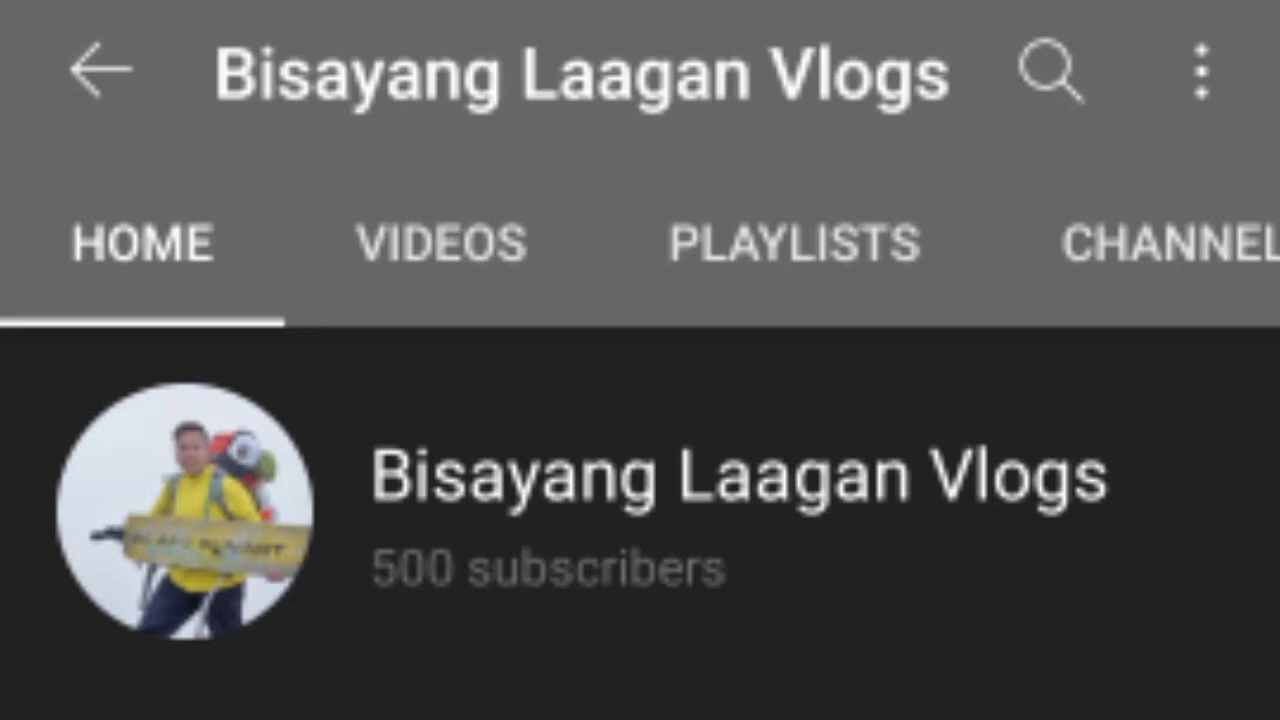 Bisayang Laagan Vlogs
HOME VIDEOS PLAYLISTS CHANNEL
Bisayang Laagan Vlogs
500 subscribers